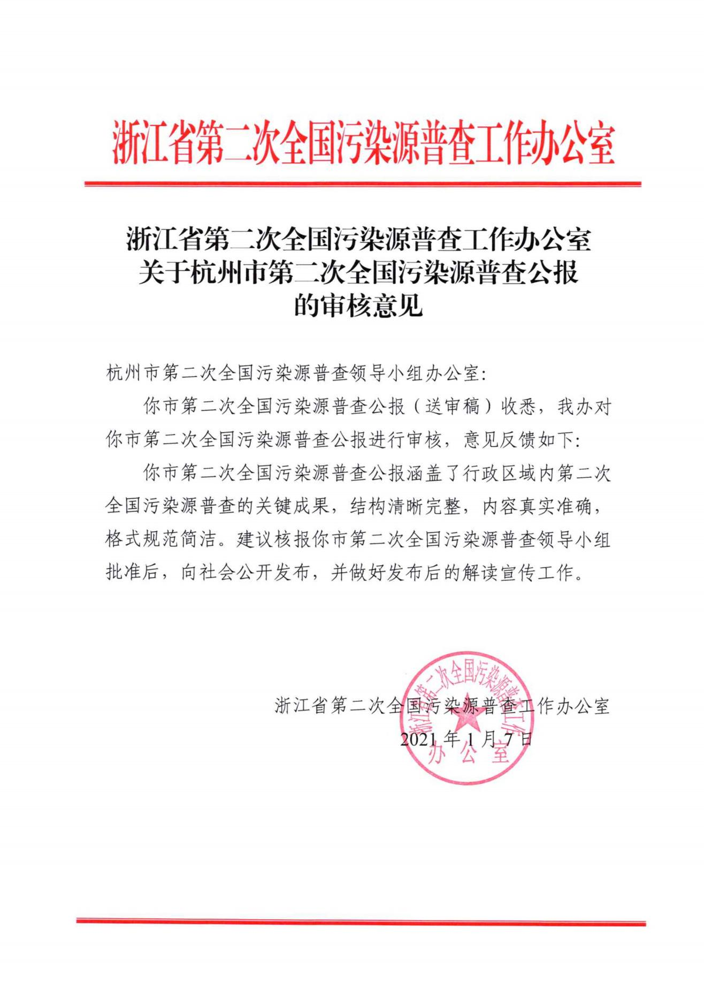 浙江省第二次全国污染源普查工作办公室
浙江省第二次全国污染源普查工作办公室
关于杭州市第二次全国污染源普查公报
的审核意见
杭州市第二次全国污染源普查领导小组办公室：
你市第二次全国污染源普查公报（送审稿）收悉，我办对
你市第二次全国污染源普查公报进行审核，意见反馈如下：
你市第二次全国污染源普查公报涵盖了行政区域内第二次
全国污染源普查的关键成果，结构清晰完整，内容真实准确，
格式规范简洁。建议核报你市第二次全国污染源普查领导小组
批准后，向社会公开发布，并做好发布后的解读宣传工作。
浙江省第二次全国污染源普查工作办公室
2021年1月7日
浙江省第二次全国污染源普查工作
办公室